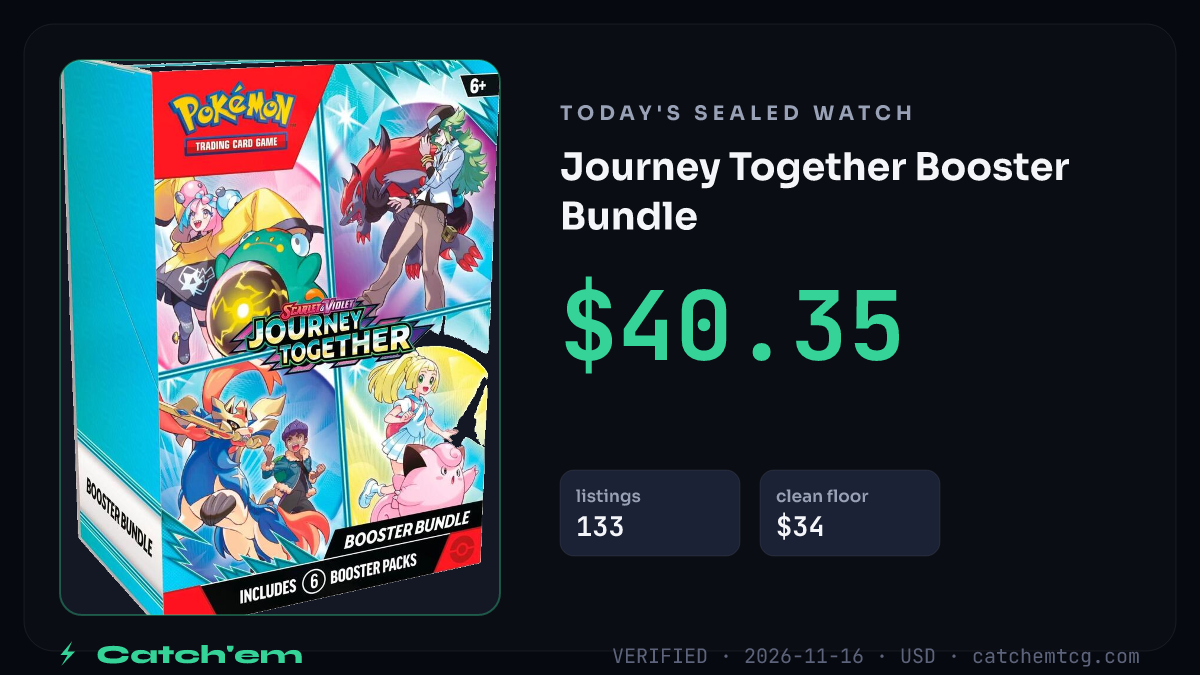 POKéMON
TRADING CARD GAME
6+
SCARLET & VIOLET
JOURNEY
TOGETHER
BOOSTER BUNDLE
BOOSTER BUNDLE
INCLUDES 6 BOOSTER PACKS
TODAY'S SEALED WATCH
Journey Together Booster
Bundle
$40.35
listings
133
clean floor
$34
Catch'em
VERIFIED · 2026-11-16 · USD · catchemtcg.com